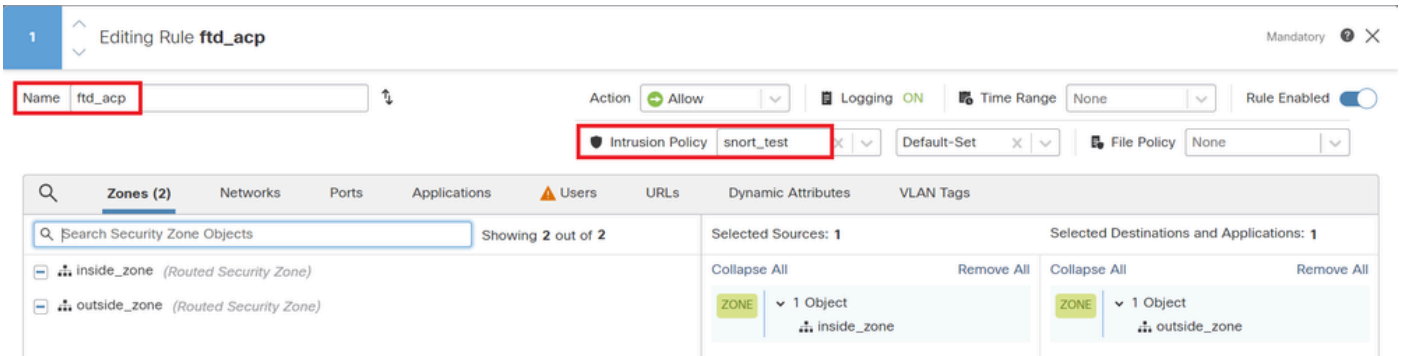 1 Editing Rule ftd_acp Mandatory ?
Name ftd_acp Action Allow Logging ON Time Range None Rule Enabled
Intrusion Policy snort_test Default-Set File Policy None
Zones (2) Networks Ports Applications Users URLs Dynamic Attributes VLAN Tags
Search Security Zone Objects Showing 2 out of 2 Selected Sources: 1 Selected Destinations and Applications: 1
Collapse All Remove All Collapse All Remove All
inside_zone (Routed Security Zone)
ZONE 1 Object ZONE 1 Object
outside_zone (Routed Security Zone)
inside_zone outside_zone